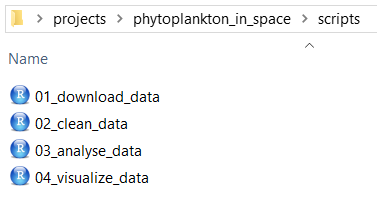 projects > phytoplankton_in_space > scripts
Name
R 01_download_data
R 02_clean_data
R 03_analyse_data
R 04_visualize_data